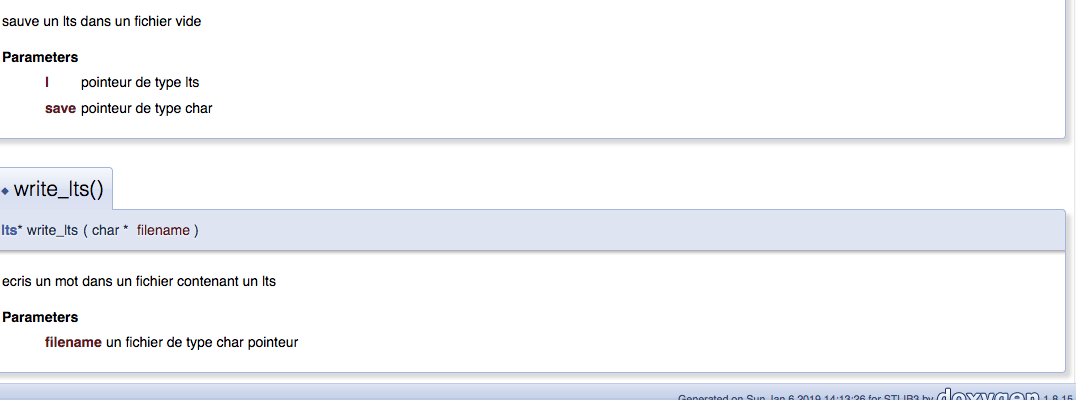 sauve un lts dans un fichier vide
Parameters
l pointeur de type lts
save pointeur de type char
write_lts()
lts* write_lts ( char * filename )
ecris un mot dans un fichier contenant un lts
Parameters
filename un fichier de type char pointeur
Generated on Sun Jan 6 2019 14:13:26 for STLIB3 by doxygen 1.8.15